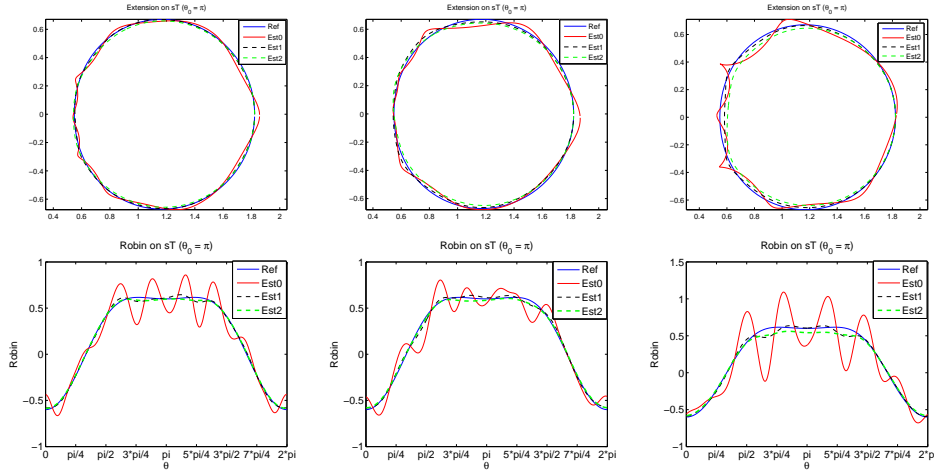 Extension on sT (θ0 = π)
0.6
0.4
0.2
0
−0.2
−0.4
−0.6
0.4 0.6 0.8 1 1.2 1.4 1.6 1.8 2
Ref
Est0
Est1
Est2
Extension on sT (θ0 = π)
0.6
0.4
0.2
0
−0.2
−0.4
−0.6
0.4 0.6 0.8 1 1.2 1.4 1.6 1.8 2
Ref
Est0
Est1
Est2
Extension on sT (θ0 = π)
0.6
0.4
0.2
0
−0.2
−0.4
−0.6
0.4 0.6 0.8 1 1.2 1.4 1.6 1.8 2
Ref
Est0
Est1
Est2
Robin on sT (θ0 = π)
Robin
1
0.5
0
−0.5
−1
0 pi/4 pi/2 3*pi/4 pi 5*pi/4 3*pi/2 7*pi/4 2*pi
θ
Ref
Est0
Est1
Est2
Robin on sT (θ0 = π)
Robin
1
0.5
0
−0.5
−1
0 pi/4 pi/2 3*pi/4 pi 5*pi/4 3*pi/2 7*pi/4 2*pi
θ
Ref
Est0
Est1
Est2
Robin on sT (θ0 = π)
Robin
1.5
1
0.5
0
−0.5
−1
0 pi/4 pi/2 3*pi/4 pi 5*pi/4 3*pi/2 7*pi/4 2*pi
θ
Ref
Est0
Est1
Est2